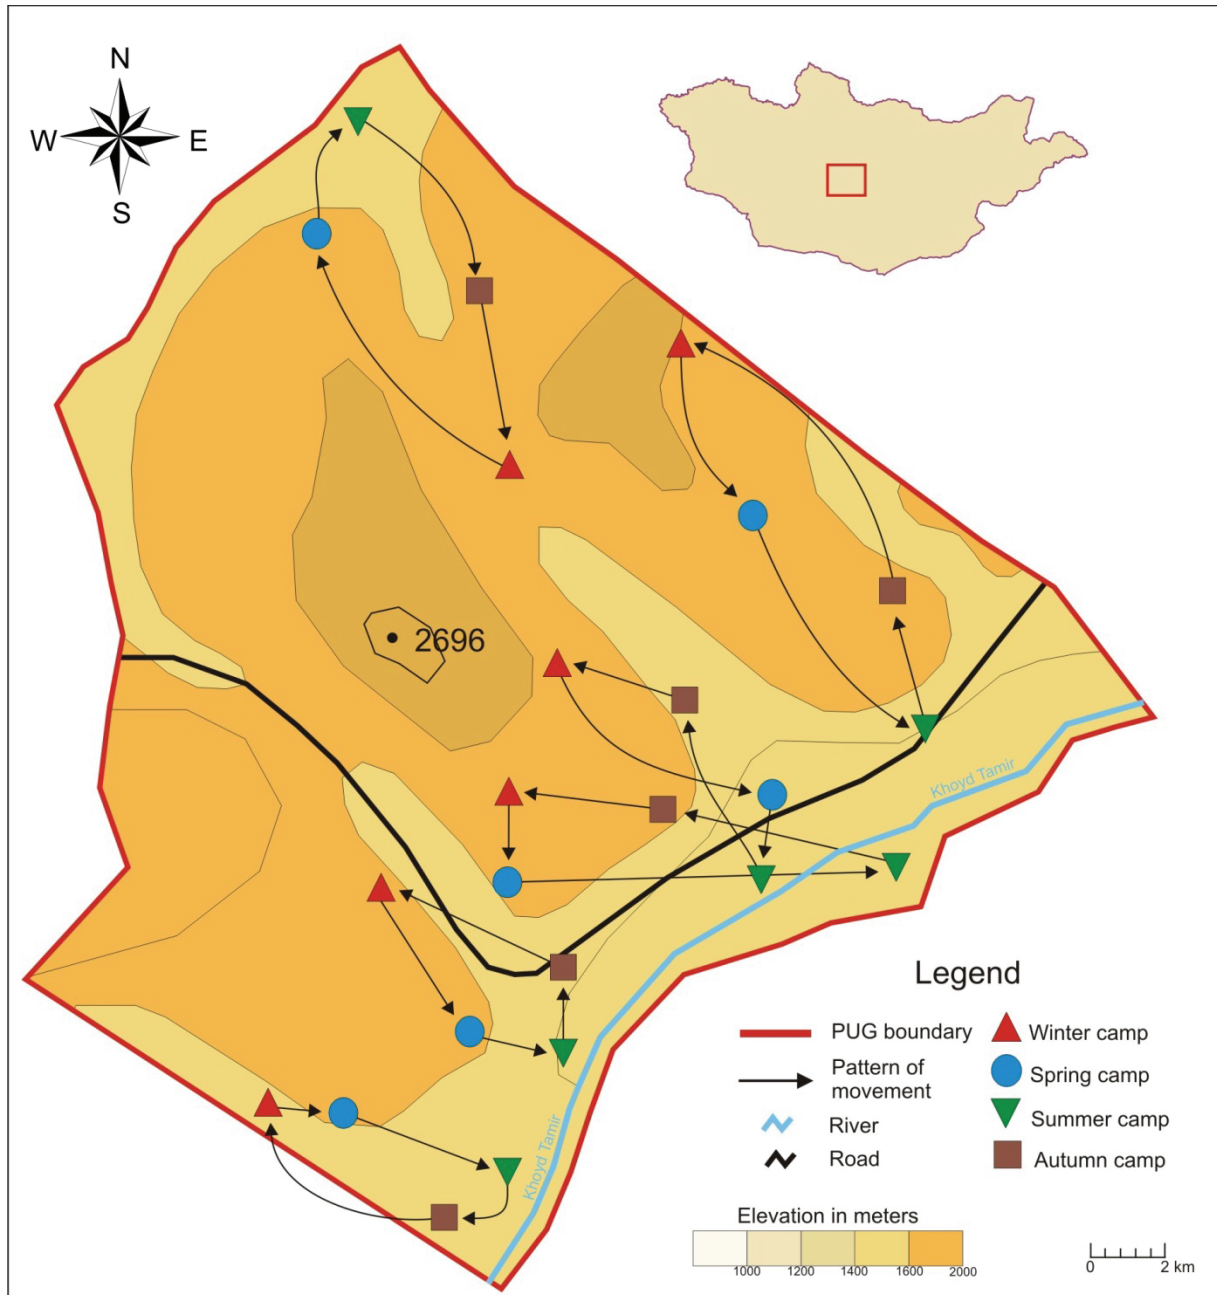 N
W E
S
2696
Khoyd Tamir
Khoyd Tamir
Legend
PUG boundary
Pattern of
movement
River
Road
Winter camp
Spring camp
Summer camp
Autumn camp
Elevation in meters
1000 1200 1400 1600 2000
0 2 km